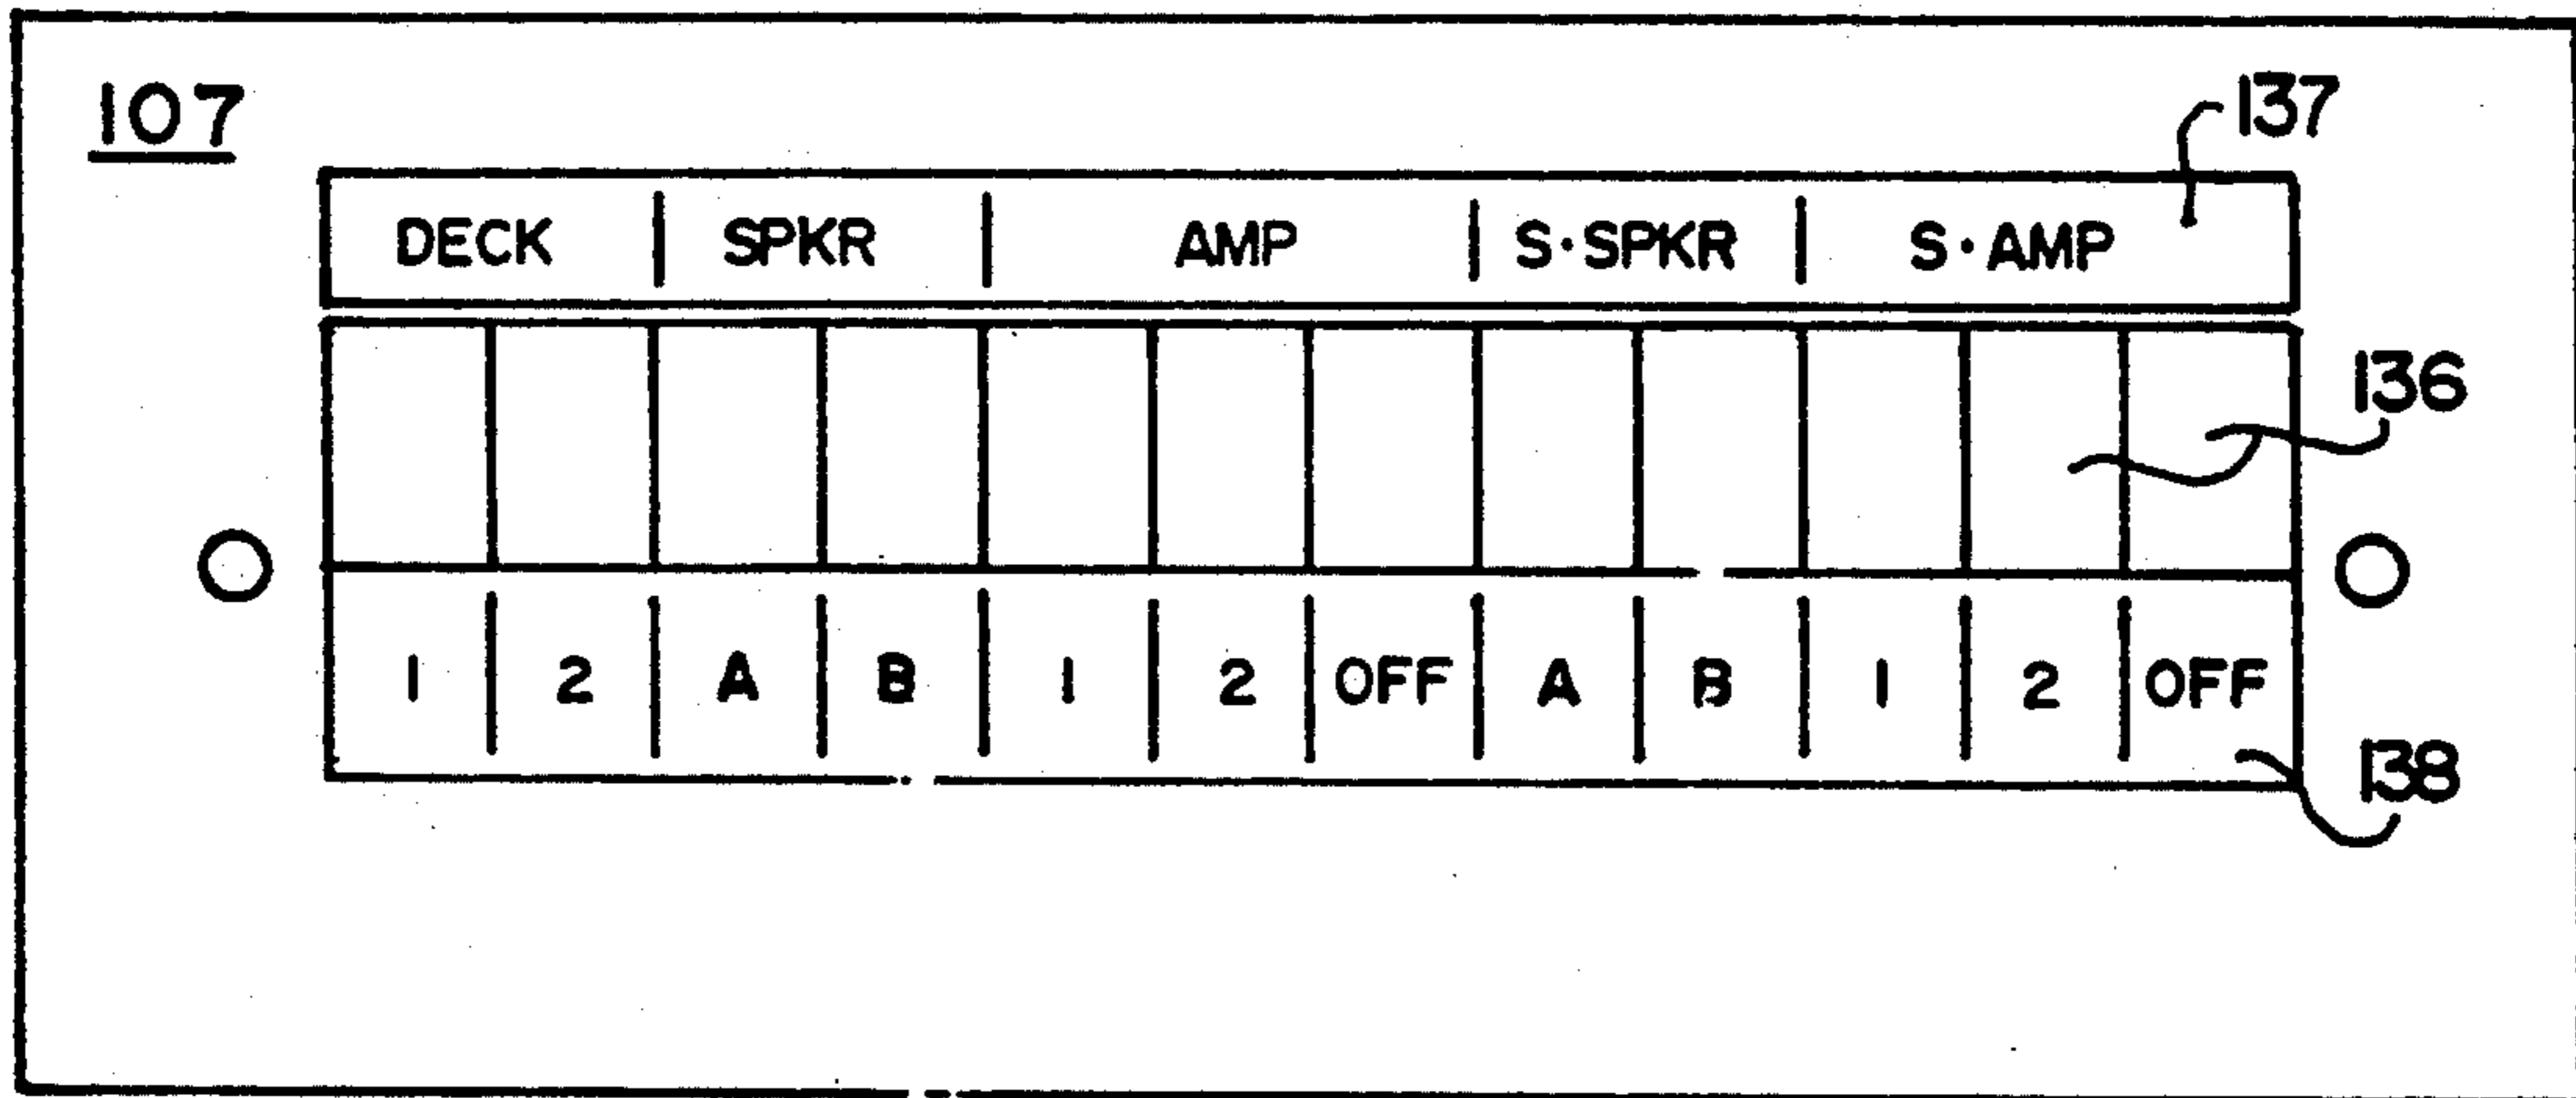 107
137
DECK | SPKR | AMP | S·SPKR | S·AMP
136
1 | 2 | A | B | 1 | 2 | OFF | A | B | 1 | 2 | OFF
138